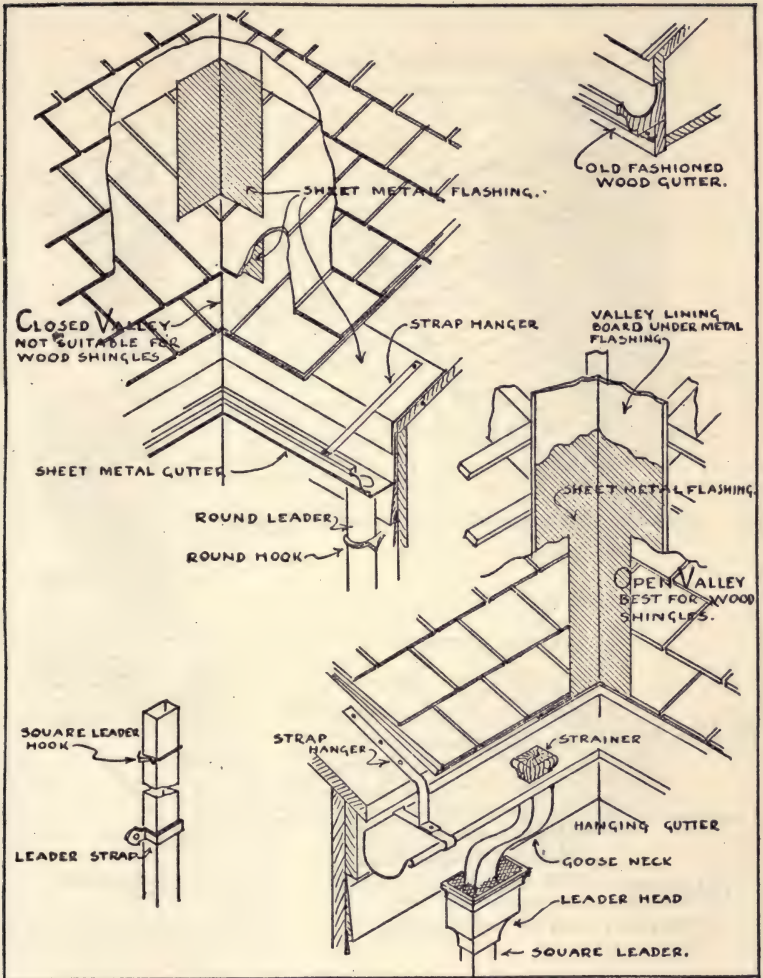 OLD FASHIONED
WOOD GUTTER.
SHEET METAL FLASHING.
CLOSED VALLEY
NOT SUITABLE FOR
WOOD SHINGLES
STRAP HANGER
VALLEY LINING
BOARD UNDER METAL
FLASHING
SHEET METAL GUTTER
SHEET METAL FLASHING.
ROUND LEADER
ROUND HOOK
OPEN VALLEY
BEST FOR WOOD
SHINGLES.
SQUARE LEADER
HOOK
STRAP
HANGER
STRAINER
HANGING GUTTER
LEADER STRAP
GOOSE NECK
LEADER HEAD
SQUARE LEADER.